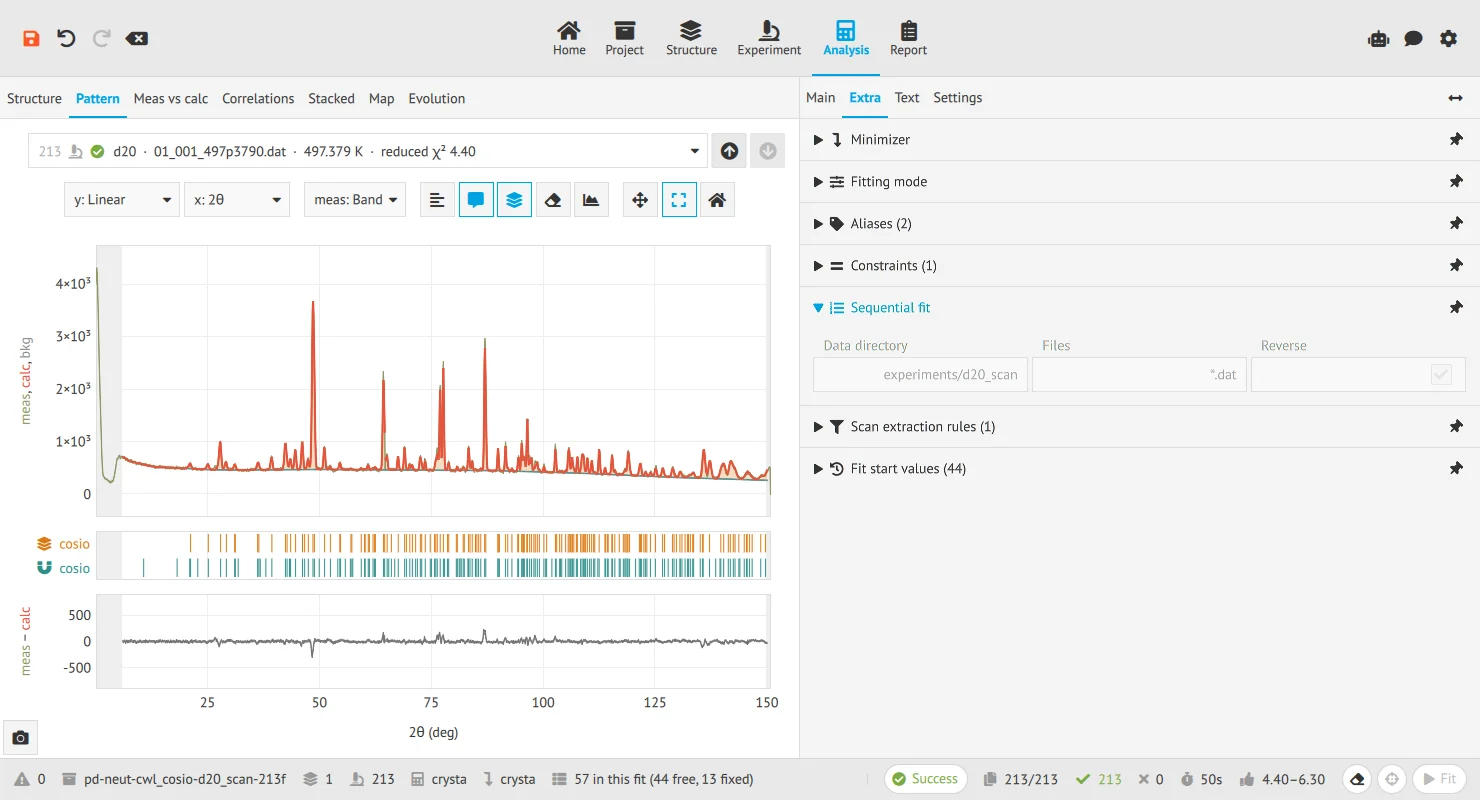 Home Project Structure Experiment Analysis Report
Structure Pattern Meas vs calc Correlations Stacked Map Evolution
Main Extra Text Settings
213 d20 · 01_001_497p3790.dat · 497.379 K · reduced χ² 4.40
y: Linear x: 2θ meas: Band
meas, calc, bkg
4×10³
3×10³
2×10³
1×10³
0
cosio
cosio
meas − calc
500
0
-500
25 50 75 100 125 150
2θ (deg)
Minimizer
Fitting mode
Aliases (2)
Constraints (1)
Sequential fit
Data directory Files Reverse
experiments/d20_scan *.dat
Scan extraction rules (1)
Fit start values (44)
0 pd-neut-cwl_cosio-d20_scan-213f 1 213 crysta crysta 57 in this fit (44 free, 13 fixed) Success 213/213 213 0 50s 4.40–6.30 Fit